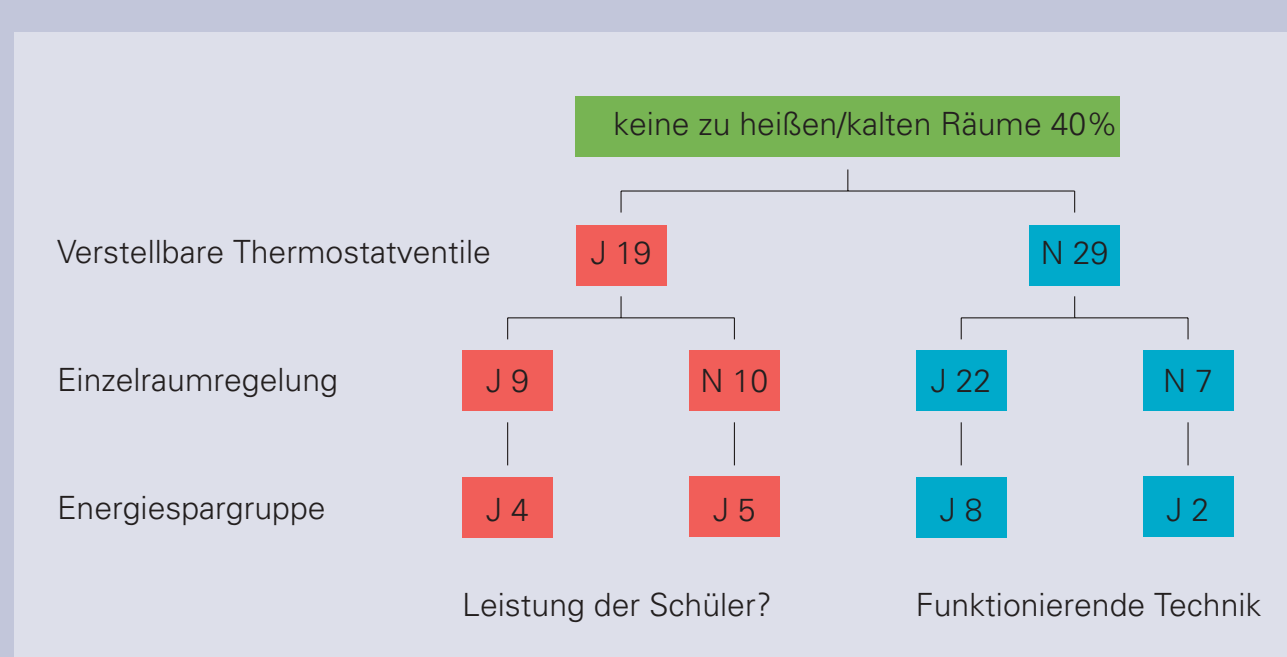 keine zu heißen/kalten Räume 40%
Verstellbare Thermostatventile J 19 N 29
Einzelraumregelung J 9 N 10 J 22 N 7
Energiespargruppe J 4 J 5 J 8 J 2
Leistung der Schüler? Funktionierende Technik